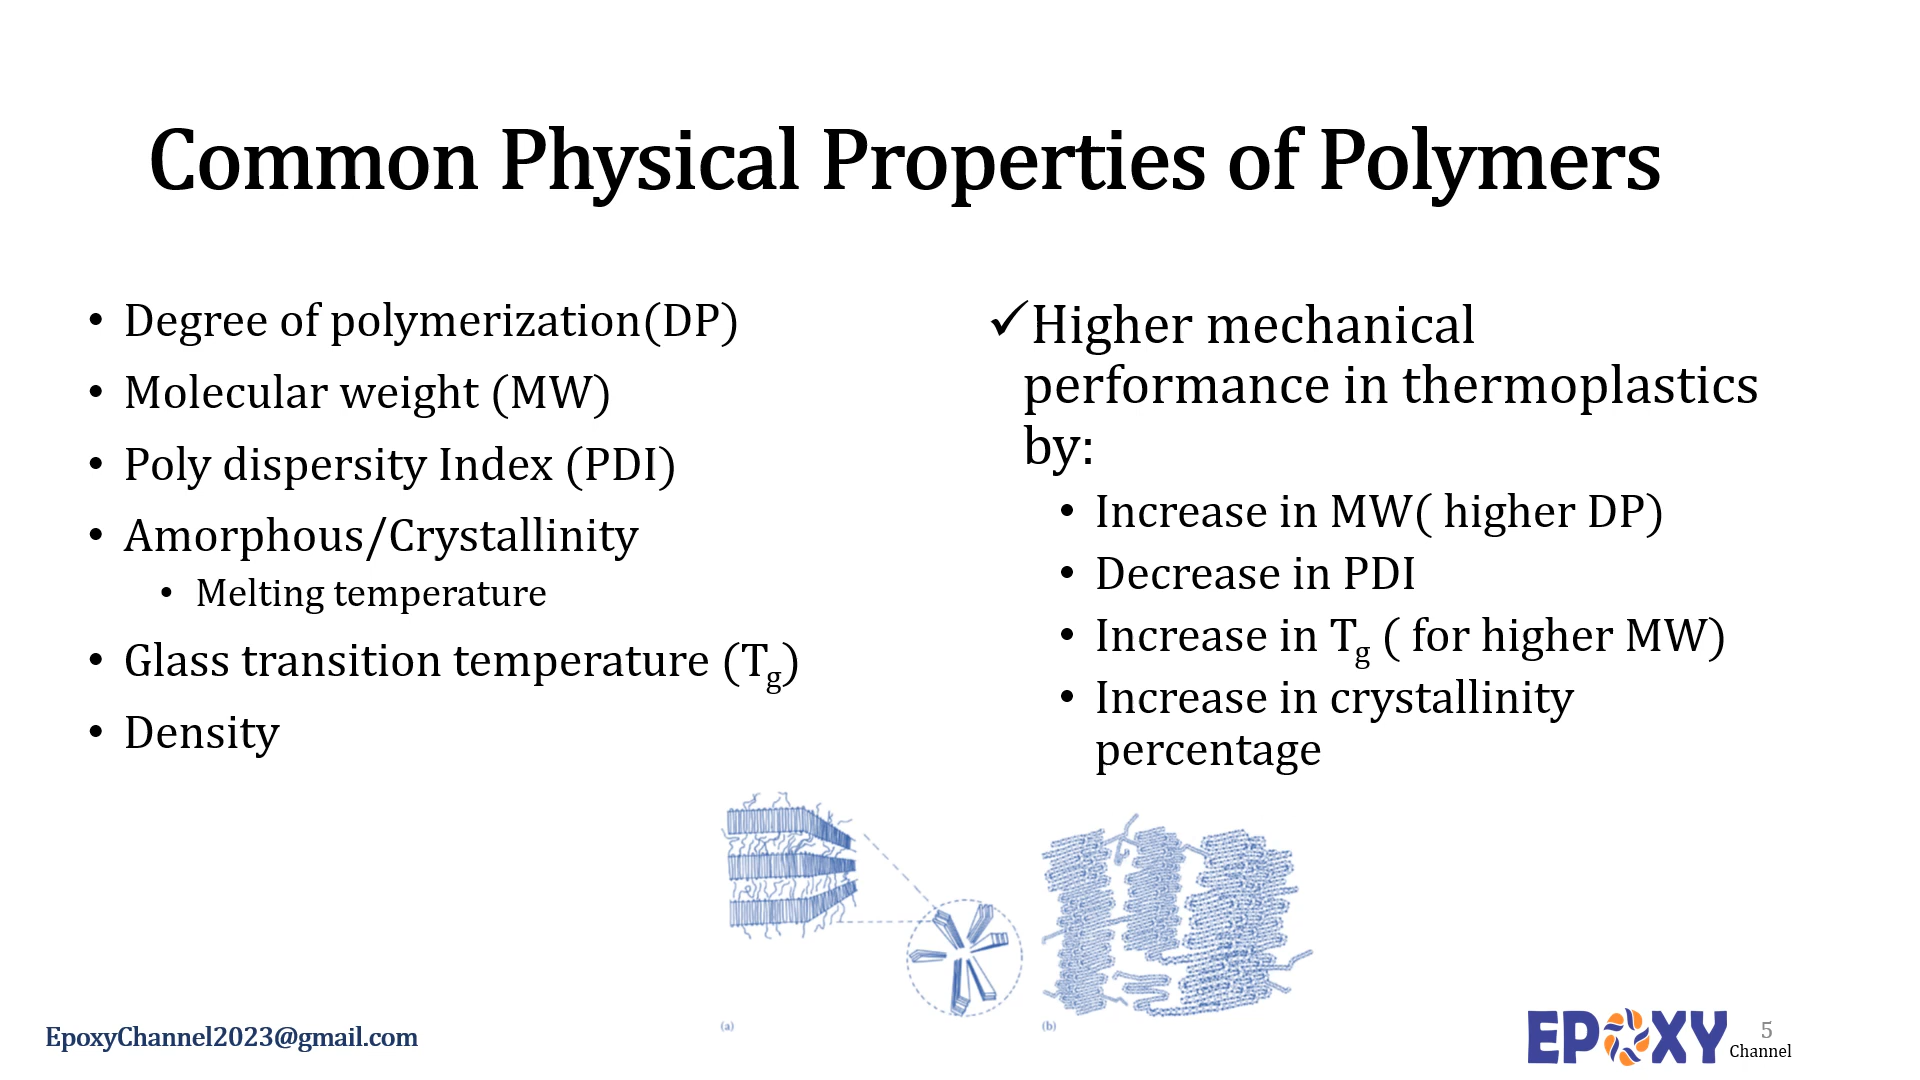 Common Physical Properties of Polymers
• Degree of polymerization(DP)
• Molecular weight (MW)
• Poly dispersity Index (PDI)
• Amorphous/Crystallinity
• Melting temperature
• Glass transition temperature (Tg)
• Density
✓Higher mechanical
performance in thermoplastics
by:
• Increase in MW( higher DP)
• Decrease in PDI
• Increase in Tg ( for higher MW)
• Increase in crystallinity
percentage
(a)
(b)
EpoxyChannel2023@gmail.com
EPOXY
Channel
5